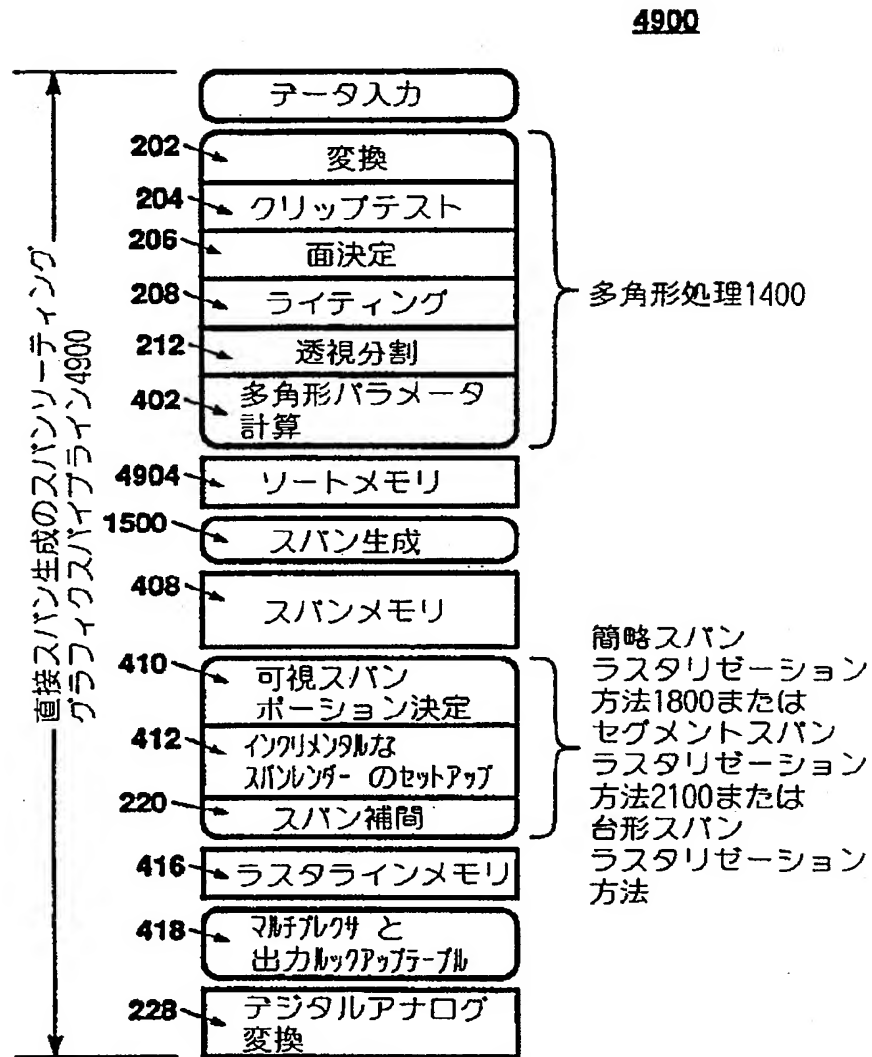 4900
データ入力
202
変換
204
クリップテスト
206
面決定
208
ライティング
212
透視分割
402
多角形パラメータ
計算
多角形処理1400
4904
ソートメモリ
1500
スパン生成
408
スパンメモリ
410
可視スパン
ポーション決定
412
インクリメンタルな
スパンレンダー のセットアップ
220
スパン補間
簡略スパン
ラスタリゼーション
方法1800または
セグメントスパン
ラスタリゼーション
方法2100または
台形スパン
ラスタリゼーション
方法
416
ラスタラインメモリ
418
マルチプレクサ と
出力ルックアップテーブル
228
デジタルアナログ
変換
直接スパン生成のスパンソーティング
グラフィクスパイプライン4900